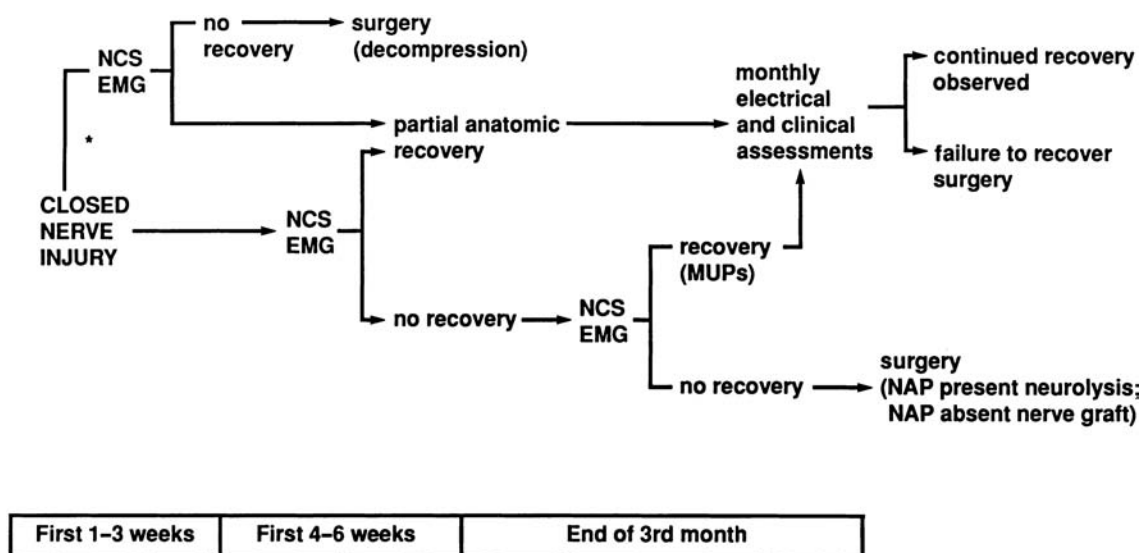 no
recovery
surgery
(decompression)
NCS
EMG
*
partial anatomic
recovery
monthly
electrical
and clinical
assessments
continued recovery
observed
failure to recover
surgery
CLOSED
NERVE
INJURY
NCS
EMG
recovery
(MUPs)
no recovery
NCS
EMG
no recovery
surgery
(NAP present neurolysis;
NAP absent nerve graft)
First 1–3 weeks
First 4–6 weeks
End of 3rd month